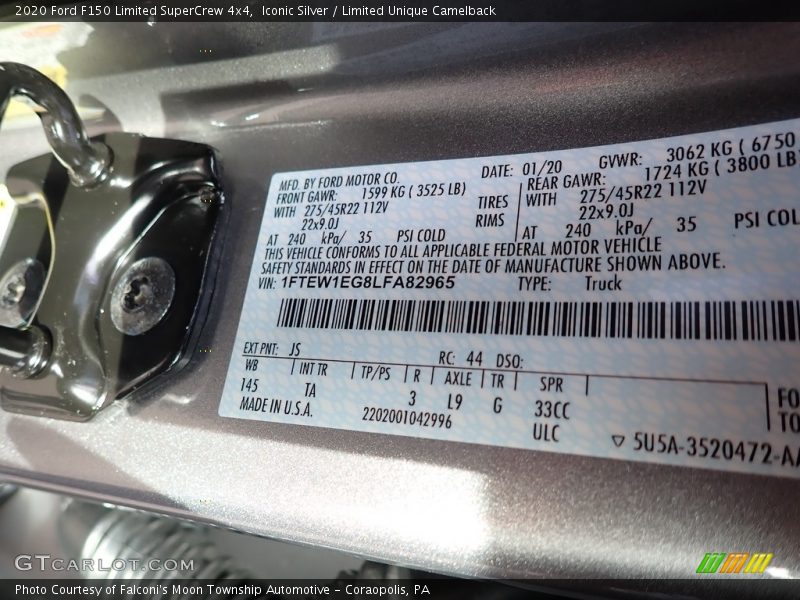 2020 Ford F150 Limited SuperCrew 4x4, Iconic Silver / Limited Unique Camelback
MFD. BY FORD MOTOR CO. DATE: 01/20 GVWR: 3062 KG ( 6750
FRONT GAWR: 1599 KG ( 3525 LB) REAR GAWR: 1724 KG ( 3800 LB)
WITH 275/45R22 112V TIRES WITH 275/45R22 112V
22x9.0J RIMS 22x9.0J
AT 240 kPa/ 35 PSI COLD AT 240 kPa/ 35 PSI COL
THIS VEHICLE CONFORMS TO ALL APPLICABLE FEDERAL MOTOR VEHICLE
SAFETY STANDARDS IN EFFECT ON THE DATE OF MANUFACTURE SHOWN ABOVE.
VIN: 1FTEW1EG8LFA82965 TYPE: Truck
EXT PNT: JS RC: 44 DSO:
WB INT TR TP/PS R AXLE TR SPR
145 TA 3 L9 G 33CC FO
MADE IN U.S.A. 2202001042996 ULC TO
▽ 5U5A-3520472-AA
GTCARLOT.COM
Photo Courtesy of Falconi's Moon Township Automotive – Coraopolis, PA